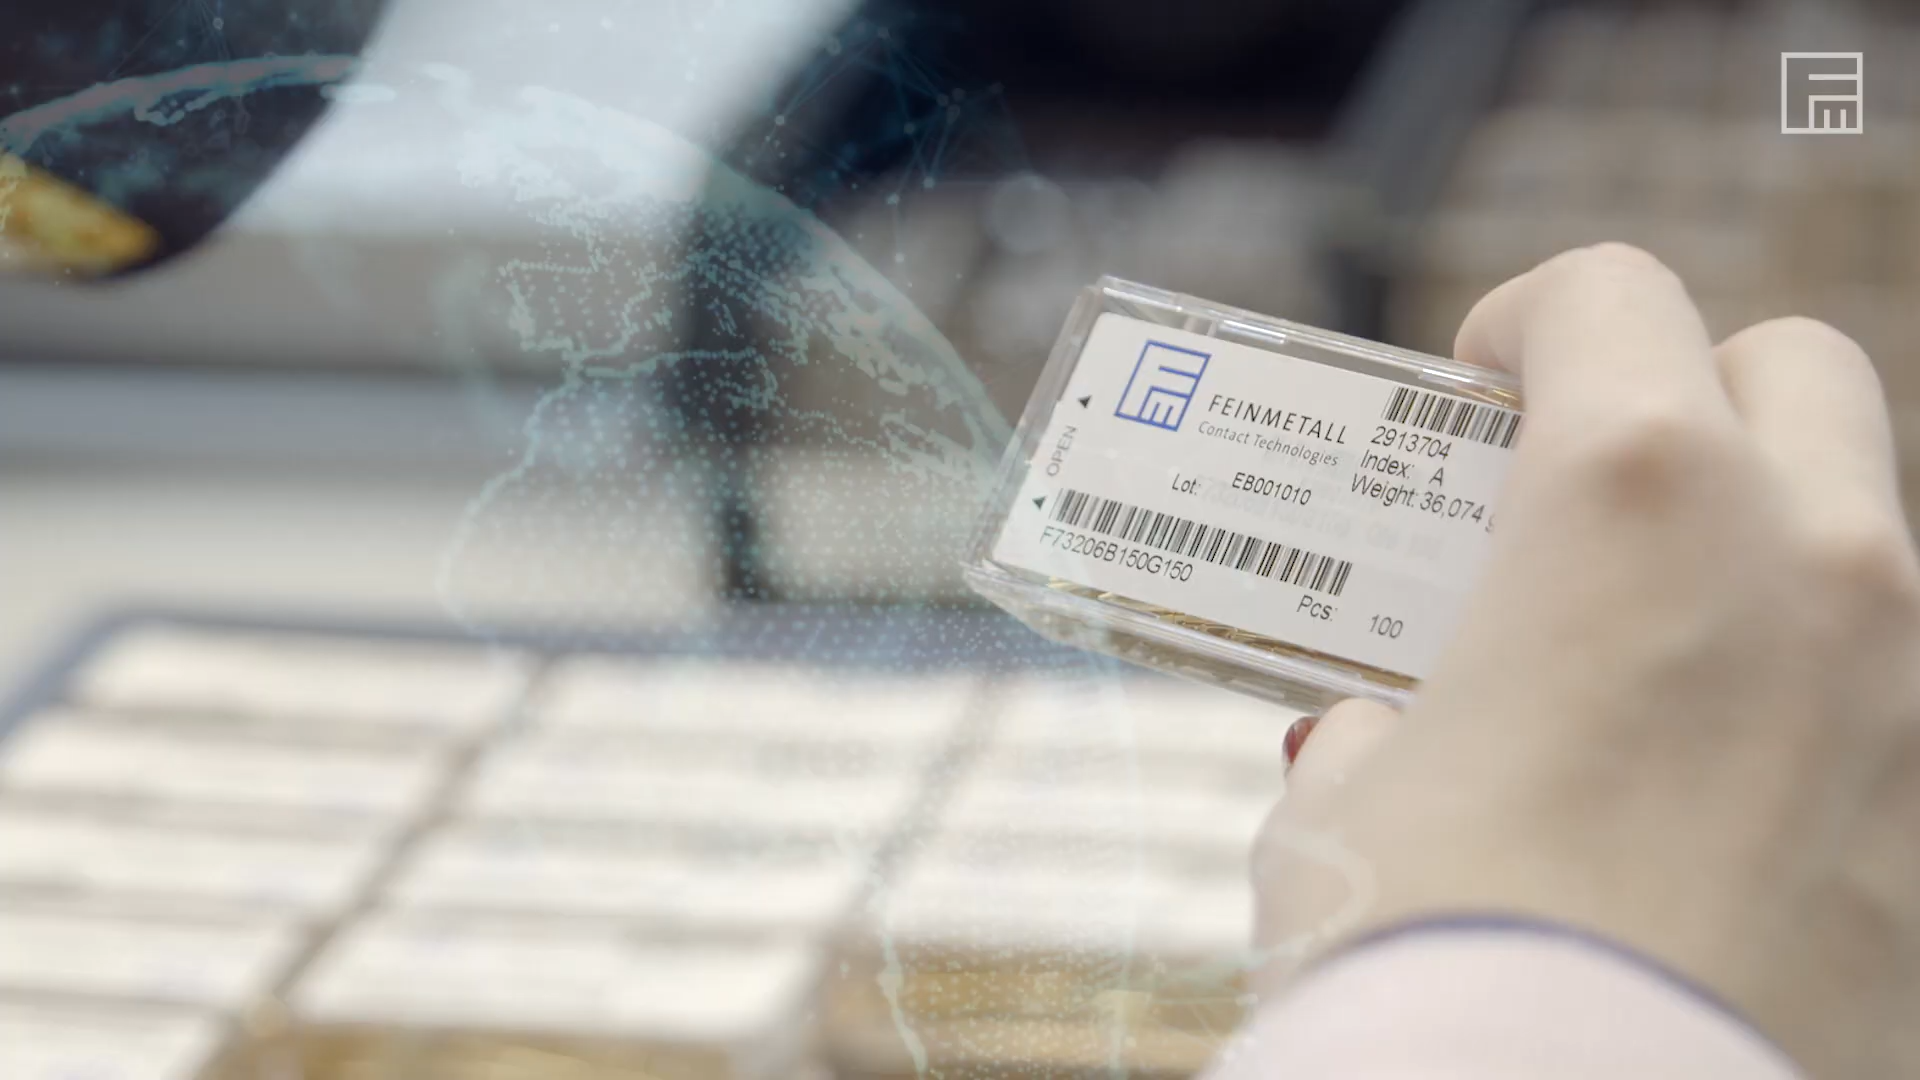 FEINMETALL
Contact Technologies
2913704
Index: A
Weight: 36,074 g
Lot: EB001010
OPEN
F73206B150G150
Pcs: 100